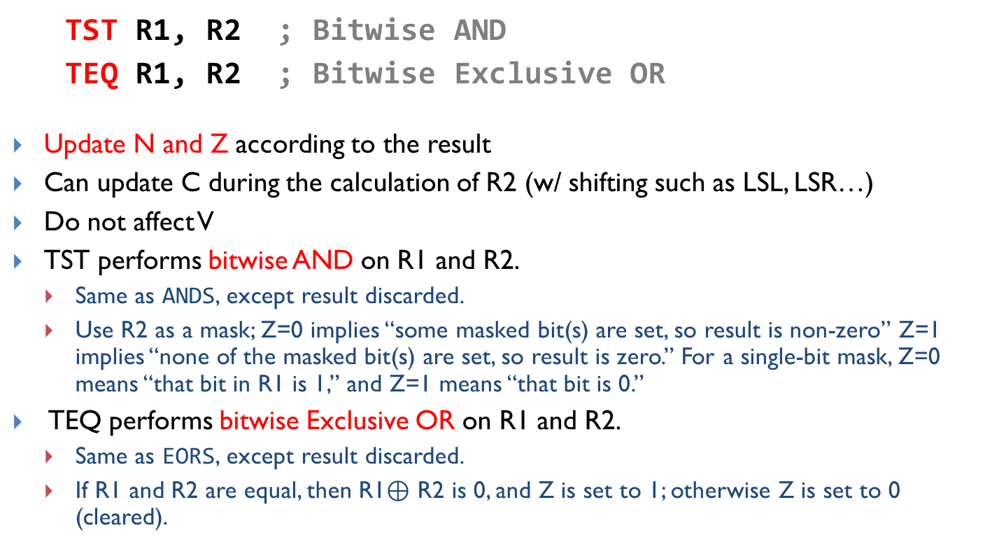 TST R1, R2 ; Bitwise AND
TEQ R1, R2 ; Bitwise Exclusive OR
Update N and Z according to the result
Can update C during the calculation of R2 (w/ shifting such as LSL, LSR…)
Do not affect V
TST performs bitwise AND on R1 and R2.
Same as ANDS, except result discarded.
Use R2 as a mask; Z=0 implies “some masked bit(s) are set, so result is non-zero” Z=1
implies “none of the masked bit(s) are set, so result is zero.” For a single-bit mask, Z=0
means “that bit in R1 is 1,” and Z=1 means “that bit is 0.”
TEQ performs bitwise Exclusive OR on R1 and R2.
Same as EORS, except result discarded.
If R1 and R2 are equal, then R1⊕ R2 is 0, and Z is set to 1; otherwise Z is set to 0
(cleared).